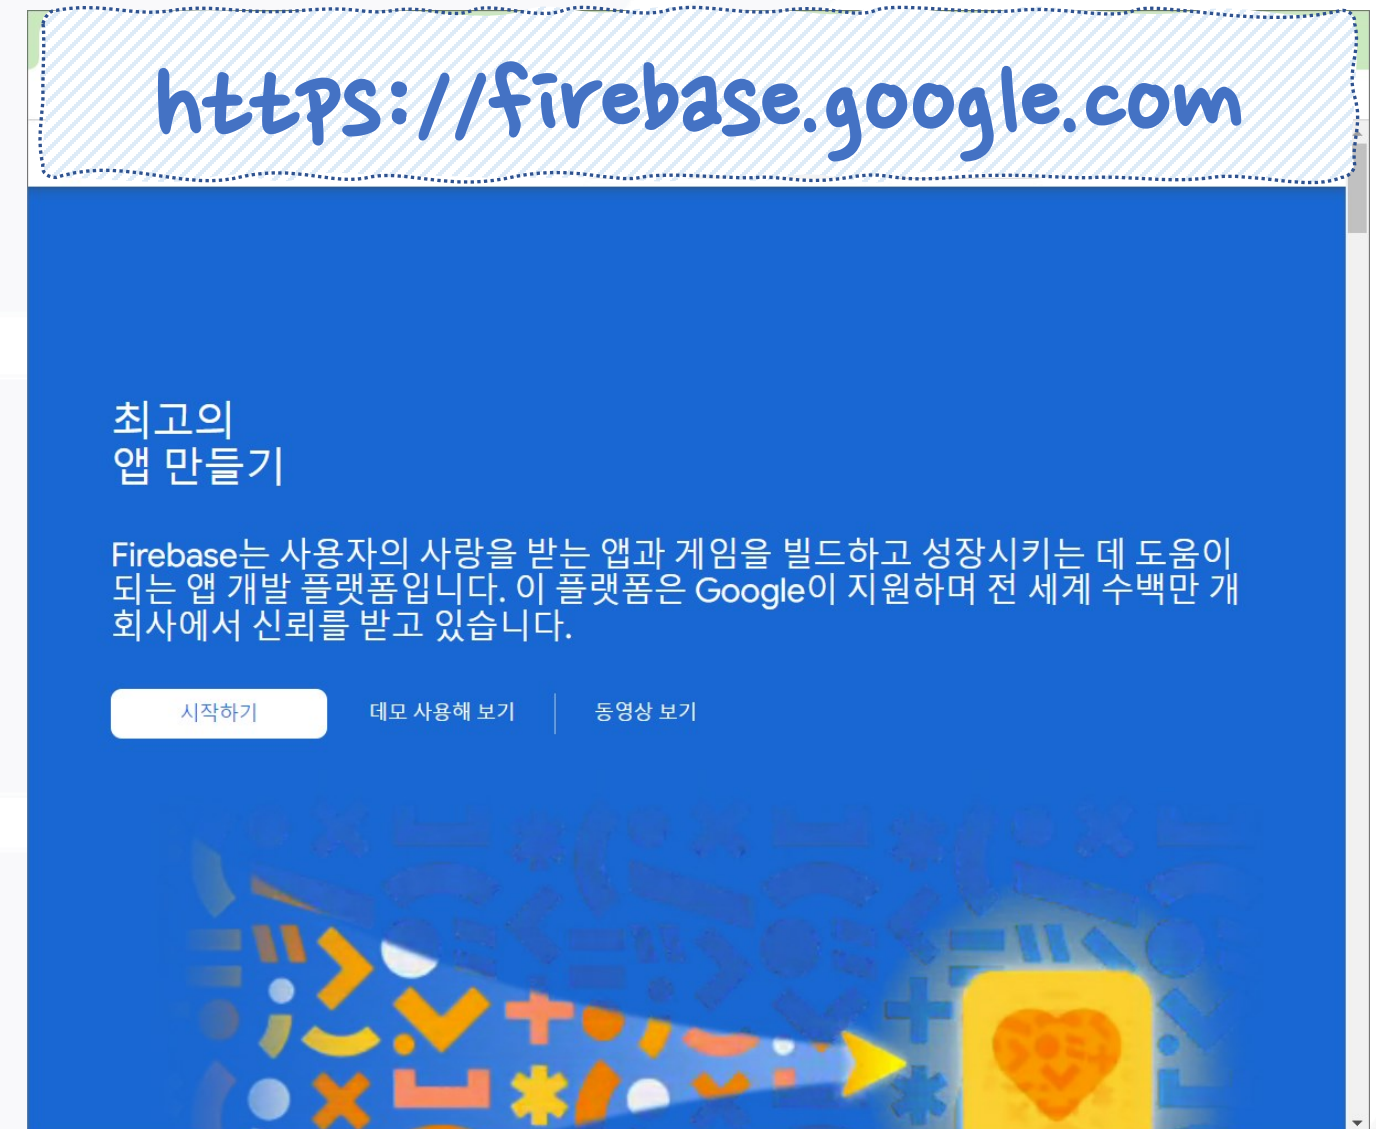 https://firebase.google.com
최고의
앱 만들기
Firebase는 사용자의 사랑을 받는 앱과 게임을 빌드하고 성장시키는 데 도움이
되는 앱 개발 플랫폼입니다. 이 플랫폼은 Google이 지원하며 전 세계 수백만 개
회사에서 신뢰를 받고 있습니다.
시작하기 데모 사용해 보기 동영상 보기